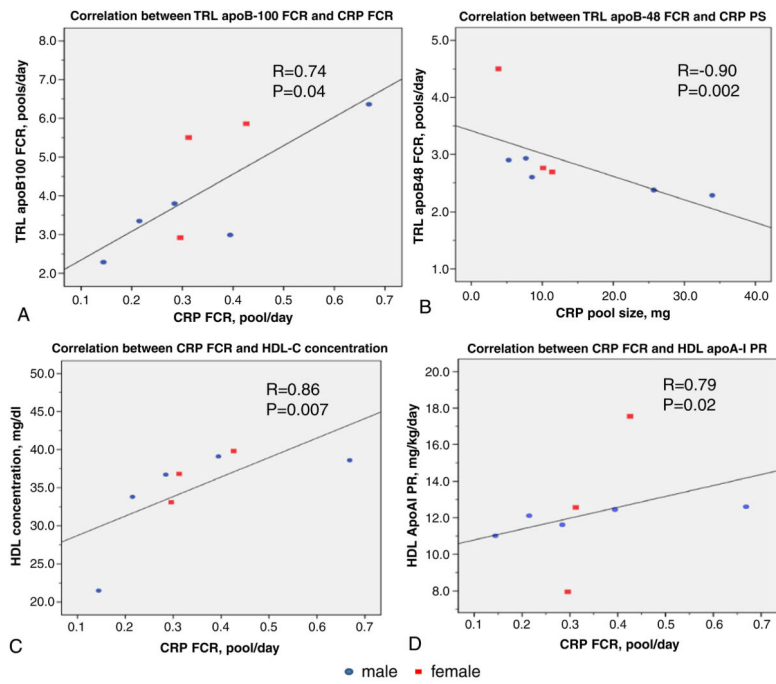 Correlation between TRL apoB-100 FCR and CRP FCR
8.0
7.0
6.0
5.0
4.0
3.0
2.0
TRL apoB100 FCR, pools/day
R=0.74
P=0.04
0.1 0.2 0.3 0.4 0.5 0.6 0.7
CRP FCR, pool/day
A
Correlation between TRL apoB-48 FCR and CRP PS
5.0
4.0
3.0
2.0
1.0
TRL apoB48 FCR, pools/day
R=-0.90
P=0.002
0.0 10.0 20.0 30.0 40.0
CRP pool size, mg
B
Correlation between CRP FCR and HDL-C concentration
50.0
45.0
40.0
35.0
30.0
25.0
20.0
HDL concentration, mg/dl
R=0.86
P=0.007
0.1 0.2 0.3 0.4 0.5 0.6 0.7
CRP FCR, pool/day
C
Correlation between CRP FCR and HDL apoA-I PR
20.0
18.0
16.0
14.0
12.0
10.0
8.0
HDL ApoAI PR, mg/kg/day
R=0.79
P=0.02
0.1 0.2 0.3 0.4 0.5 0.6 0.7
CRP FCR, pool/day
D
male female